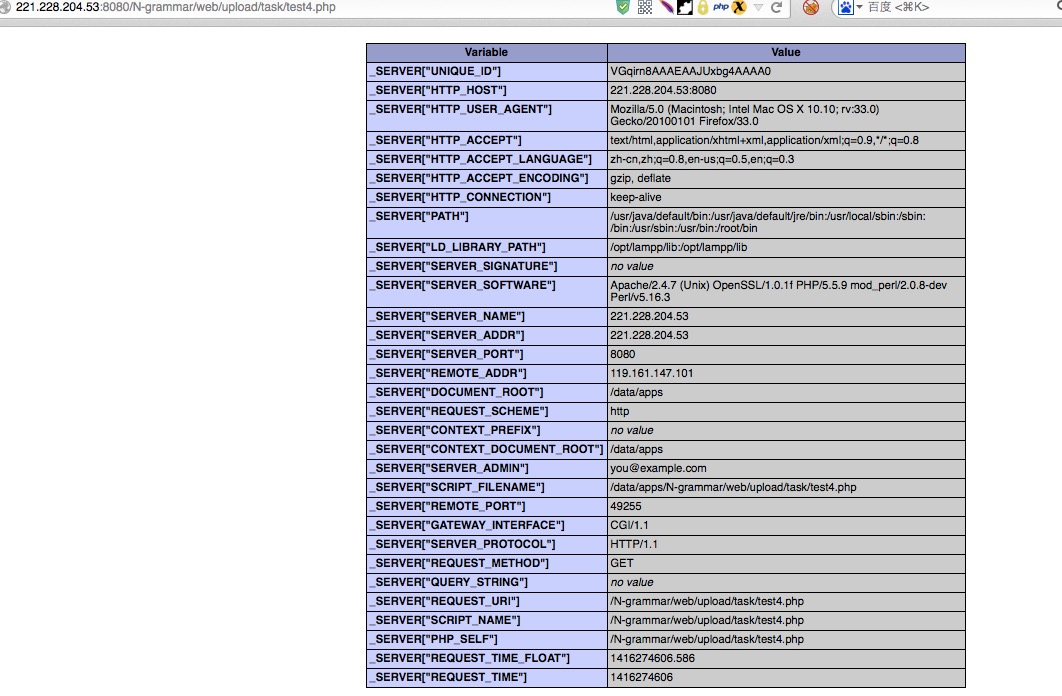 221.228.204.53:8080/N-grammar/web/upload/task/test4.php
php
百度 <⌘K>
Variable Value
_SERVER["UNIQUE_ID"] VGqirn8AAAEAAJUxbg4AAAA0
_SERVER["HTTP_HOST"] 221.228.204.53:8080
_SERVER["HTTP_USER_AGENT"] Mozilla/5.0 (Macintosh; Intel Mac OS X 10.10; rv:33.0)
Gecko/20100101 Firefox/33.0
_SERVER["HTTP_ACCEPT"] text/html,application/xhtml+xml,application/xml;q=0.9,*/*;q=0.8
_SERVER["HTTP_ACCEPT_LANGUAGE"] zh-cn,zh;q=0.8,en-us;q=0.5,en;q=0.3
_SERVER["HTTP_ACCEPT_ENCODING"] gzip, deflate
_SERVER["HTTP_CONNECTION"] keep-alive
_SERVER["PATH"] /usr/java/default/bin:/usr/java/default/jre/bin:/usr/local/sbin:/sbin:
/bin:/usr/sbin:/usr/bin:/root/bin
_SERVER["LD_LIBRARY_PATH"] /opt/lampp/lib:/opt/lampp/lib
_SERVER["SERVER_SIGNATURE"] no value
_SERVER["SERVER_SOFTWARE"] Apache/2.4.7 (Unix) OpenSSL/1.0.1f PHP/5.5.9 mod_perl/2.0.8-dev
Perl/v5.16.3
_SERVER["SERVER_NAME"] 221.228.204.53
_SERVER["SERVER_ADDR"] 221.228.204.53
_SERVER["SERVER_PORT"] 8080
_SERVER["REMOTE_ADDR"] 119.161.147.101
_SERVER["DOCUMENT_ROOT"] /data/apps
_SERVER["REQUEST_SCHEME"] http
_SERVER["CONTEXT_PREFIX"] no value
_SERVER["CONTEXT_DOCUMENT_ROOT"] /data/apps
_SERVER["SERVER_ADMIN"] you@example.com
_SERVER["SCRIPT_FILENAME"] /data/apps/N-grammar/web/upload/task/test4.php
_SERVER["REMOTE_PORT"] 49255
_SERVER["GATEWAY_INTERFACE"] CGI/1.1
_SERVER["SERVER_PROTOCOL"] HTTP/1.1
_SERVER["REQUEST_METHOD"] GET
_SERVER["QUERY_STRING"] no value
_SERVER["REQUEST_URI"] /N-grammar/web/upload/task/test4.php
_SERVER["SCRIPT_NAME"] /N-grammar/web/upload/task/test4.php
_SERVER["PHP_SELF"] /N-grammar/web/upload/task/test4.php
_SERVER["REQUEST_TIME_FLOAT"] 1416274606.586
_SERVER["REQUEST_TIME"] 1416274606